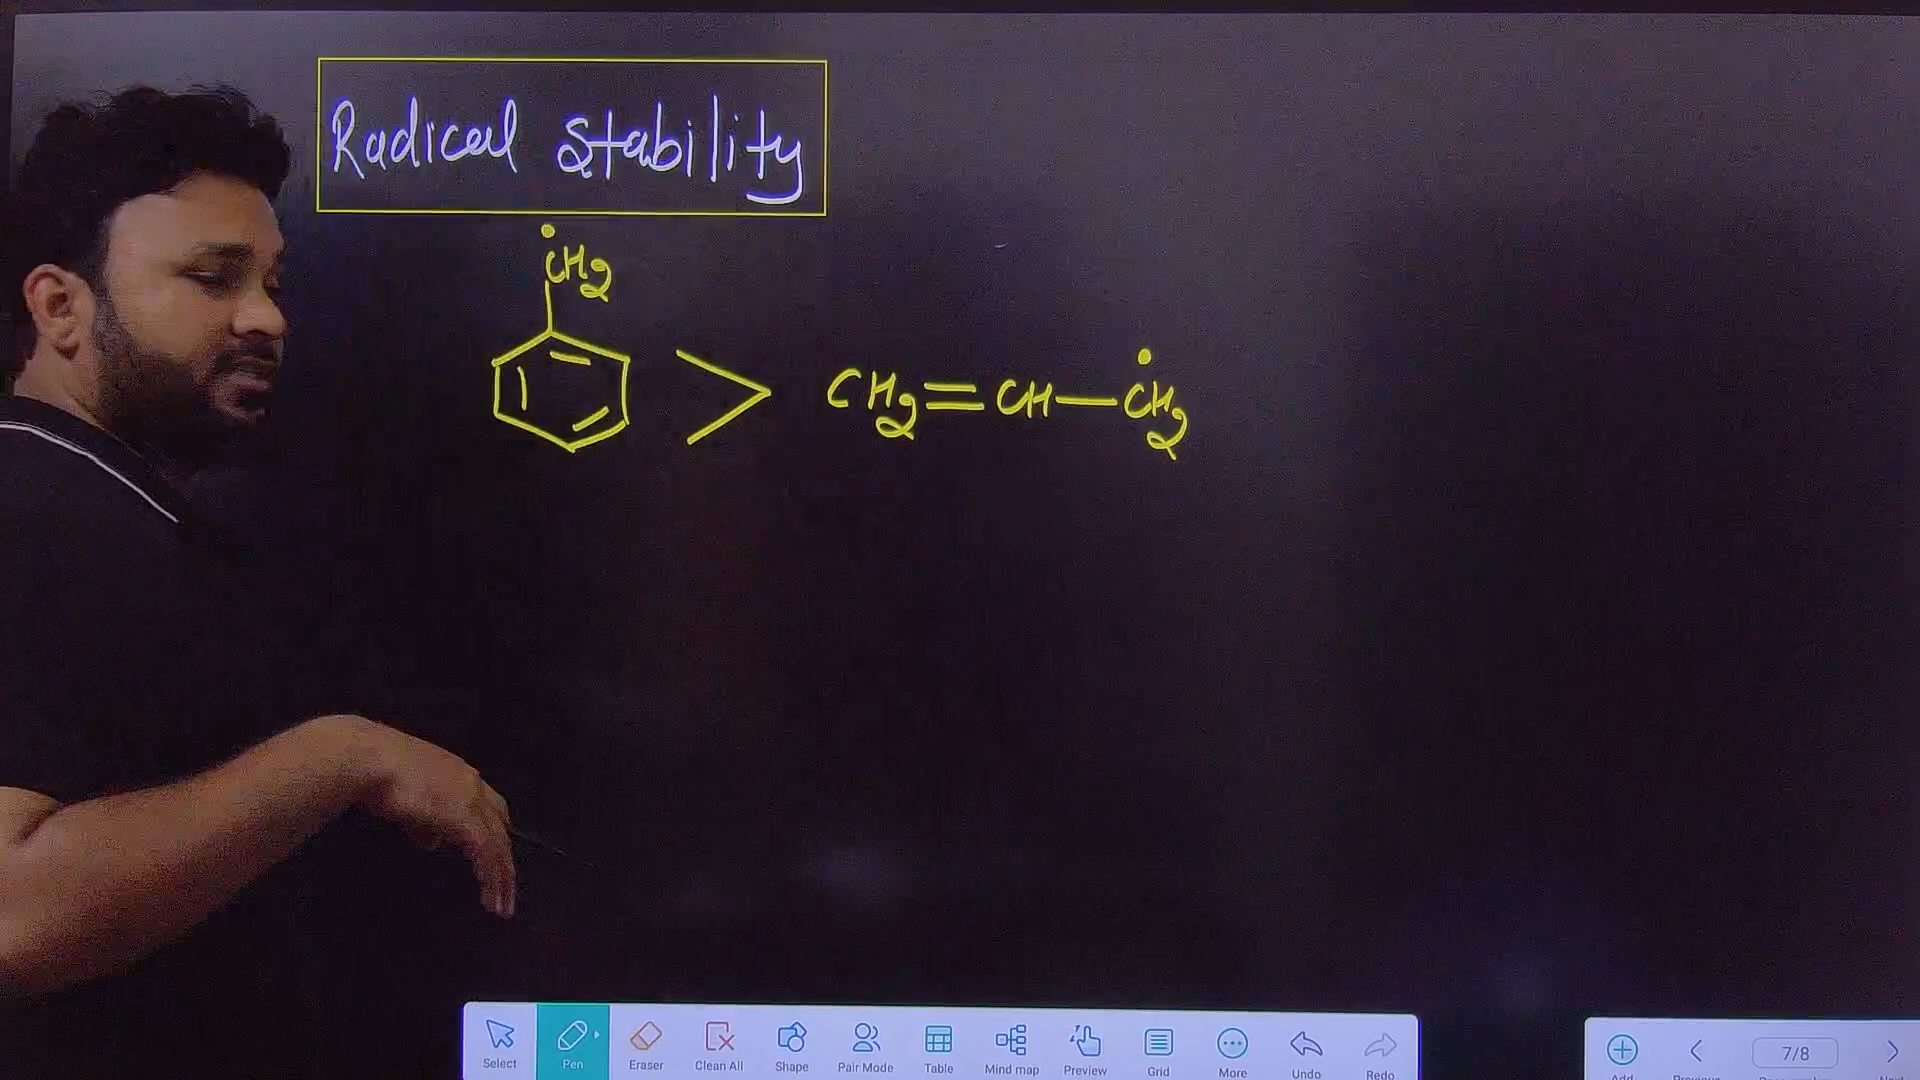 Radical Stability
ĊH2
> CH2=CH—ĊH2
Select Pen Eraser Clean All Shape Pair Mode Table Mind map Preview Grid More Undo Redo
Add 7/8